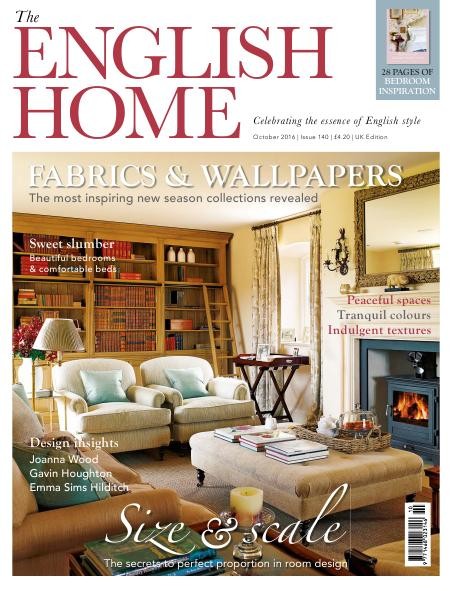 The
ENGLISH
HOME
28 PAGES OF
BEDROOM
INSPIRATION
Celebrating the essence of English style
October 2016 | Issue 140 | £4.20 | UK Edition
FABRICS & WALLPAPERS
The most inspiring new season collections revealed
Sweet slumber
Beautiful bedrooms
& comfortable beds
Peaceful spaces
Tranquil colours
Indulgent textures
Design insights
Joanna Wood
Gavin Houghton
Emma Sims Hilditch
Size & scale
The secrets to perfect proportion in room design
10